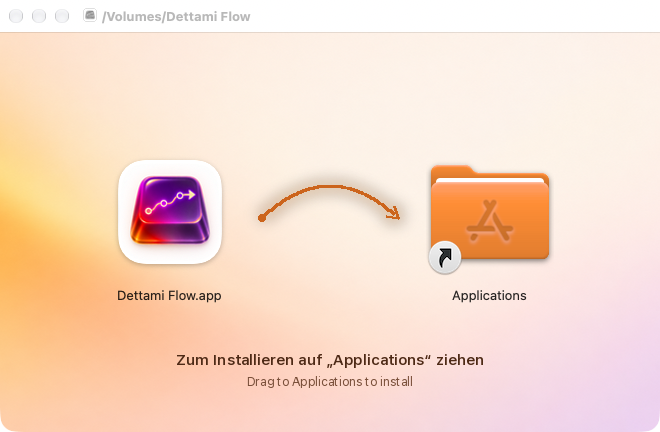 /Volumes/Dettami Flow
Dettami Flow.app
Applications
Zum Installieren auf „Applications“ ziehen
Drag to Applications to install